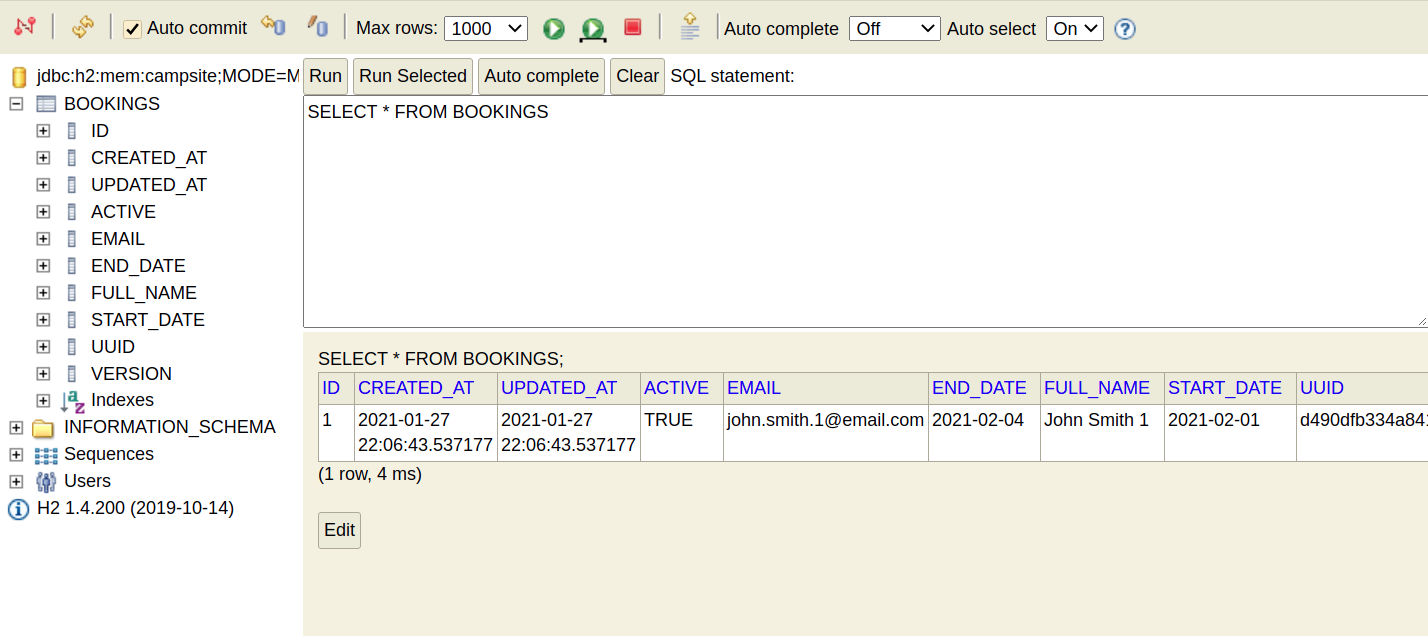 Auto commit Max rows: 1000 Auto complete Off Auto select On
jdbc:h2:mem:campsite;MODE=M
BOOKINGS
ID
CREATED_AT
UPDATED_AT
ACTIVE
EMAIL
END_DATE
FULL_NAME
START_DATE
UUID
VERSION
Indexes
INFORMATION_SCHEMA
Sequences
Users
H2 1.4.200 (2019-10-14)
Run Run Selected Auto complete Clear SQL statement:
SELECT * FROM BOOKINGS
SELECT * FROM BOOKINGS;
ID CREATED_AT UPDATED_AT ACTIVE EMAIL END_DATE FULL_NAME START_DATE UUID
1 2021-01-27 2021-01-27 TRUE john.smith.1@email.com 2021-02-04 John Smith 1 2021-02-01 d490dfb334a841
22:06:43.537177 22:06:43.537177
(1 row, 4 ms)
Edit